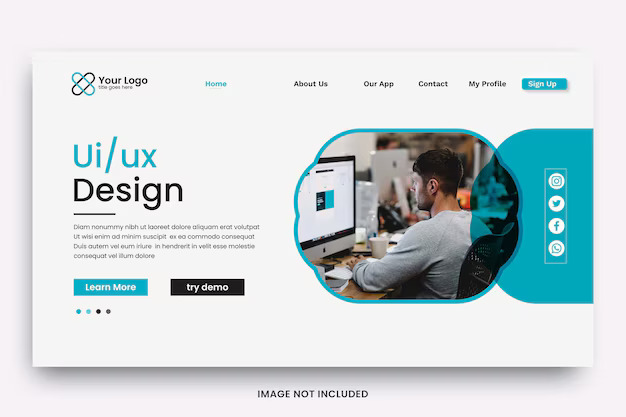 Your Logo
title goes here
Home
About Us
Our App
Contact
My Profile
Sign Up
Ui/ux
Design
Diam nonummy nibh uq laoreet dolore aliquam erat volutpat
Ut wisi enim ad minim suscipit ex ea commodo consequat
Duis autem vel eum iriure in hendrerit in velit esse molestie
consequat, vel illum dolore
Learn More
try demo
IMAGE NOT INCLUDED